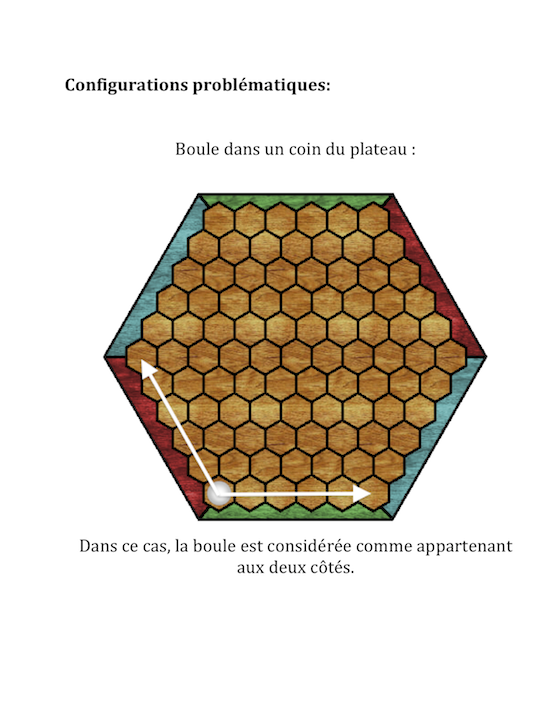 Configurations problématiques:
Boule dans un coin du plateau :
Dans ce cas, la boule est considérée comme appartenant
aux deux côtés.